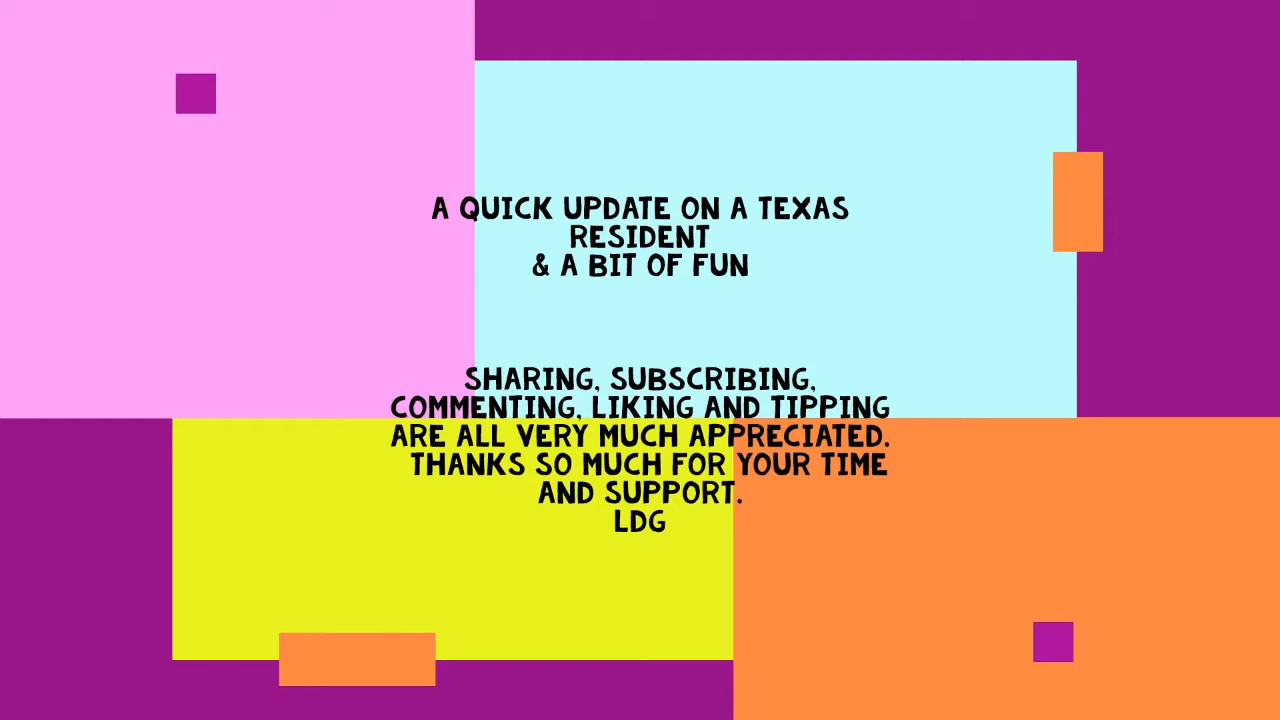 A QUICK UPDATE ON A TEXAS
RESIDENT
& A BIT OF FUN
SHARING, SUBSCRIBING,
COMMENTING, LIKING AND TIPPING
ARE ALL VERY MUCH APPRECIATED.
THANKS SO MUCH FOR YOUR TIME
AND SUPPORT.
LDG